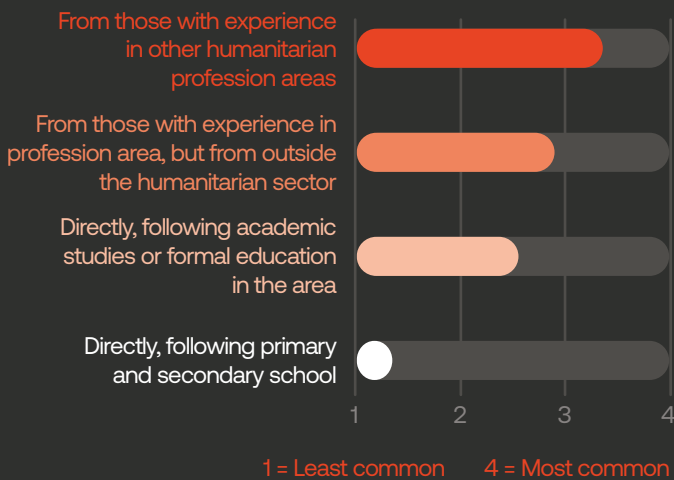 From those with experience
in other humanitarian
profession areas
From those with experience in
profession area, but from outside
the humanitarian sector
Directly, following academic
studies or formal education
in the area
Directly, following primary
and secondary school
1 2 3 4
1 = Least common 4 = Most common